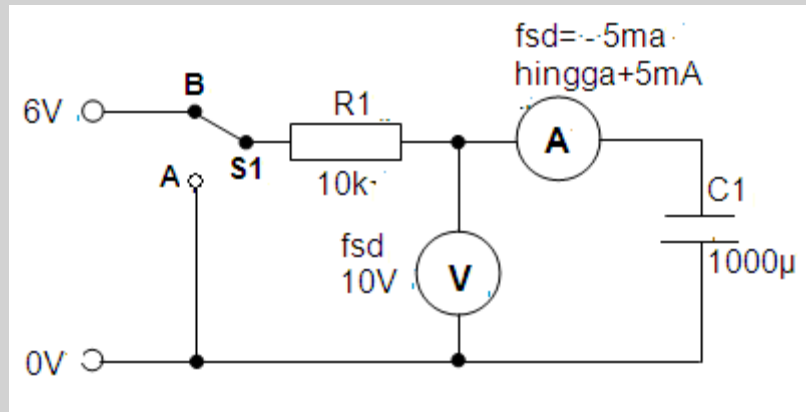 fsd=--5ma
hingga+5mA
B
6V
R1
A
A
S1
10k
C1
fsd
10V
V
1000µ
0V